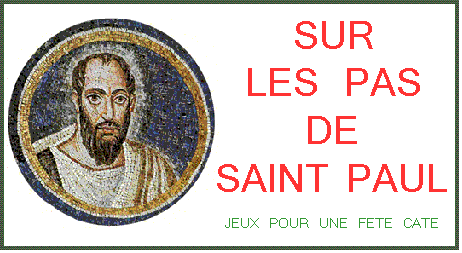 SUR
LES PAS
DE
SAINT PAUL
JEUX POUR UNE FETE CATE